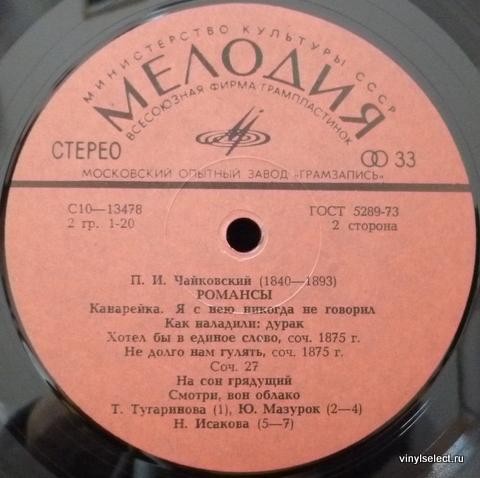 МИНИСТЕРСТВО КУЛЬТУРЫ СССР
МЕЛОДИЯ
ВСЕСОЮЗНАЯ ФИРМА ГРАМПЛАСТИНОК
СТЕРЕО
33
МОСКОВСКИЙ ОПЫТНЫЙ ЗАВОД «ГРАМЗАПИСЬ»
С10—13478
ГОСТ 5289-73
2 гр. 1-20
2 сторона
П. И. Чайковский (1840—1893)
РОМАНСЫ
Канарейка. Я с нею никогда не говорил
Как наладили: дурак
Хотел бы в единое слово, соч. 1875 г.
Не долго нам гулять, соч. 1875 г.
Соч. 27
На сон грядущий
Смотри, вон облако
Т. Тугаринова (1), Ю. Мазурок (2—4)
Н. Исакова (5—7)
vinylselect.ru